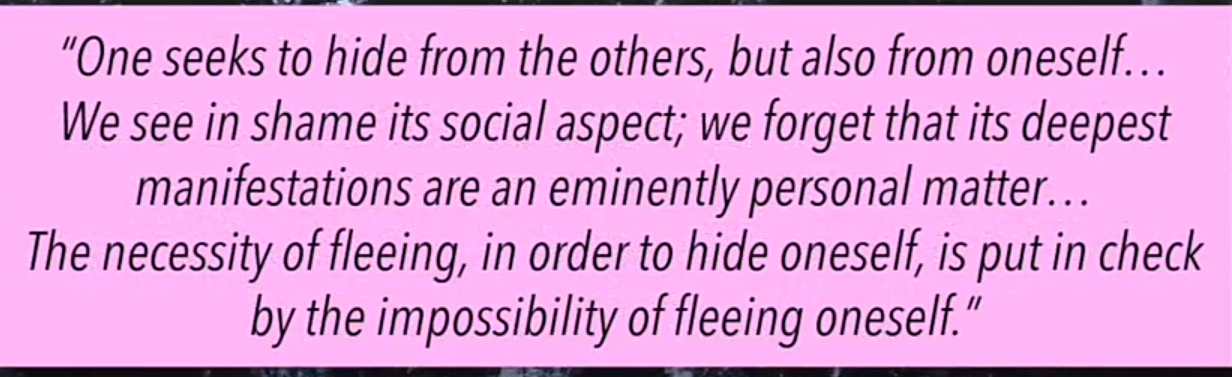 “One seeks to hide from the others, but also from oneself…
We see in shame its social aspect; we forget that its deepest
manifestations are an eminently personal matter…
The necessity of fleeing, in order to hide oneself, is put in check
by the impossibility of fleeing oneself.”